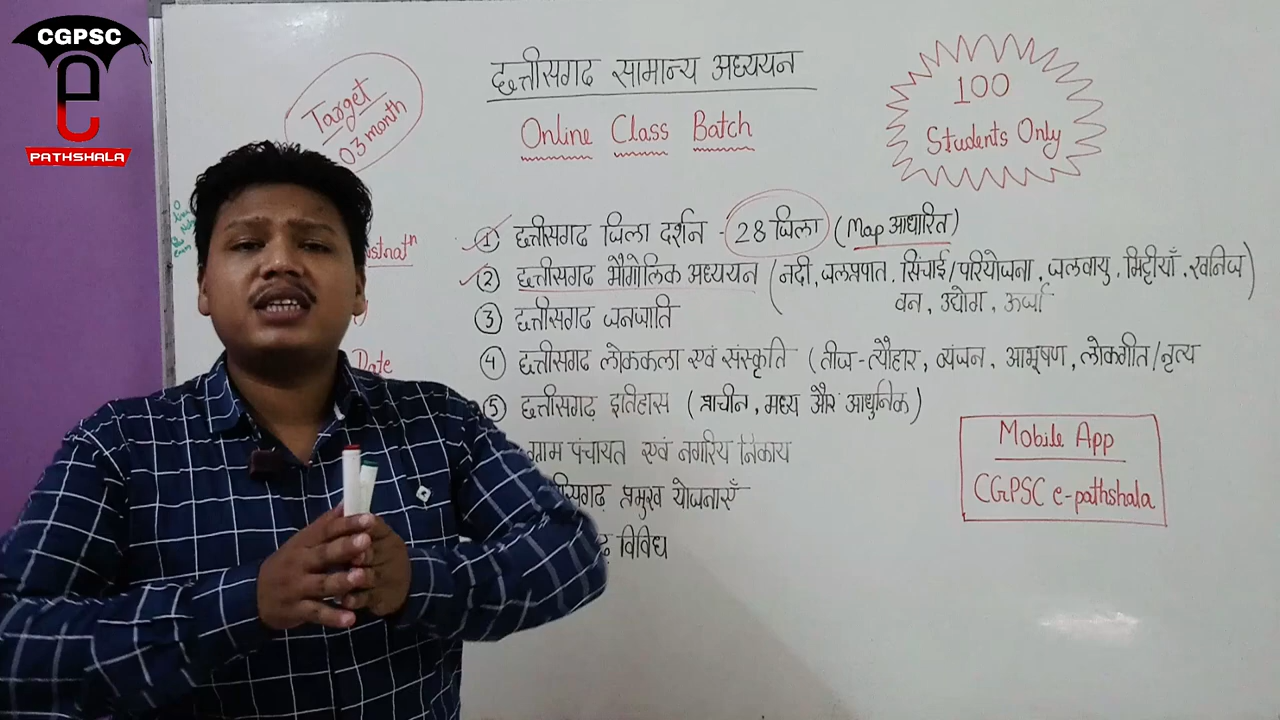 CGPSC
e
PATHSHALA
Target
03 month
छत्तीसगढ़ सामान्य अध्ययन
Online Class Batch
100
Students Only
① छत्तीसगढ़ जिला दर्शन - 28 जिला (Map आधारित)
② छत्तीसगढ़ भौगोलिक अध्ययन (नदी, जलप्रपात, सिंचाई/परियोजना, जलवायु, मिट्टीयाँ, खनिज)
वन, उद्योग, ऊर्जा
③ छत्तीसगढ़ जनजाति
Date
④ छत्तीसगढ़ लोककला एवं संस्कृति (तीज-त्यौहार, व्यंजन, आभूषण, लोकगीत/नृत्य
⑤ छत्तीसगढ़ इतिहास (प्राचीन, मध्य और आधुनिक)
ग्राम पंचायत एवं नगरिय निकाय
प्रमुख योजनाएँ
विविध
Mobile App
CGPSC e-pathshala